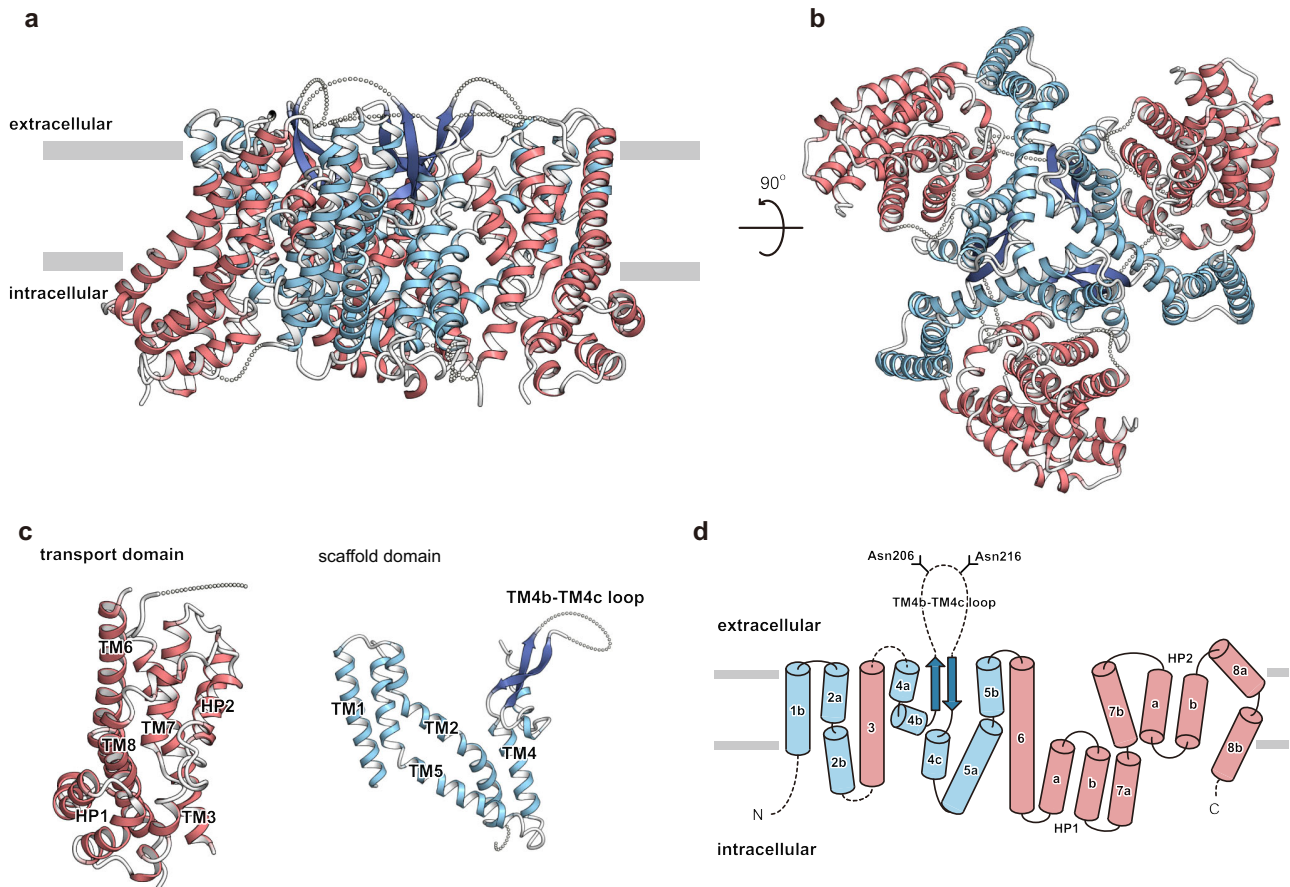 a
extracellular
intracellular
b
90°
c
transport domain
TM6
HP2
TM7
TM8
HP1
TM3
scaffold domain
TM4b-TM4c loop
TM1
TM2
TM5
TM4
d
Asn206
Asn216
TM4b-TM4c loop
extracellular
HP2
1b
2a
2b
3
4a
4b
4c
5b
5a
6
a
b
7a
7b
a
b
8a
8b
N
HP1
C
intracellular